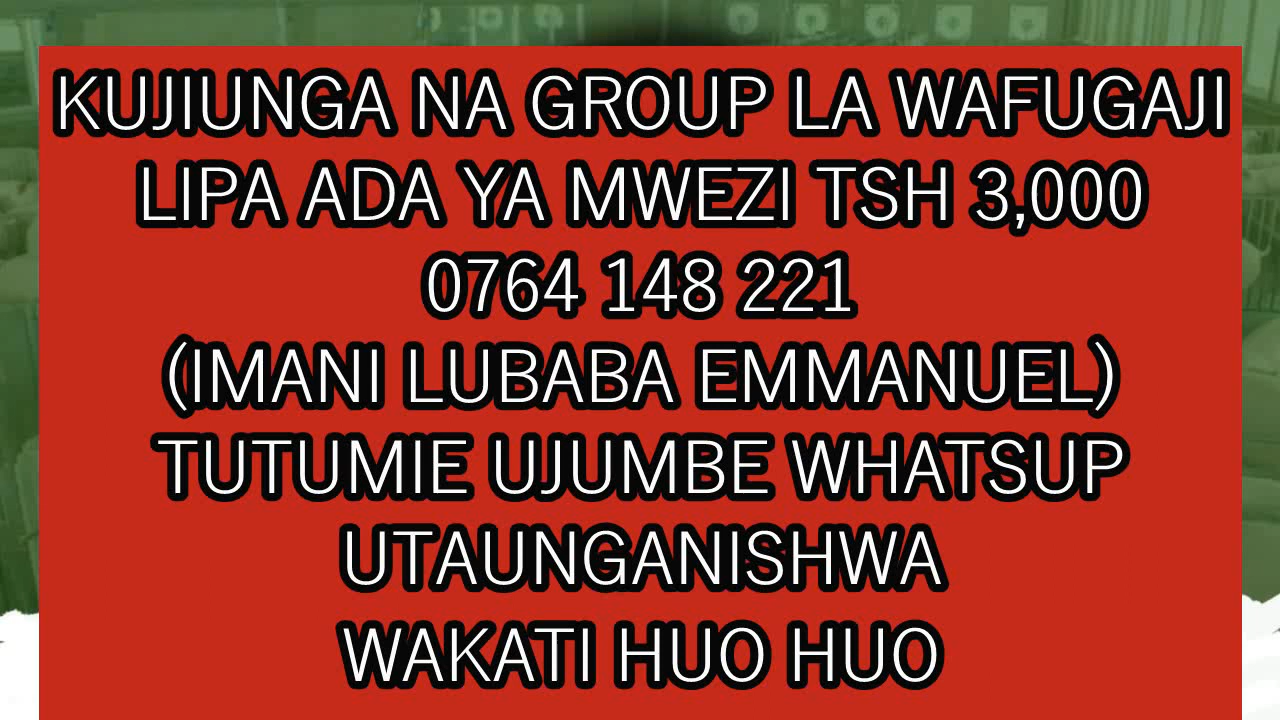 KUJIUNGA NA GROUP LA WAFUGAJI
LIPA ADA YA MWEZI TSH 3,000
0764 148 221
(IMANI LUBABA EMMANUEL)
TUTUMIE UJUMBE WHATSUP
UTAUNGANISHWA
WAKATI HUO HUO